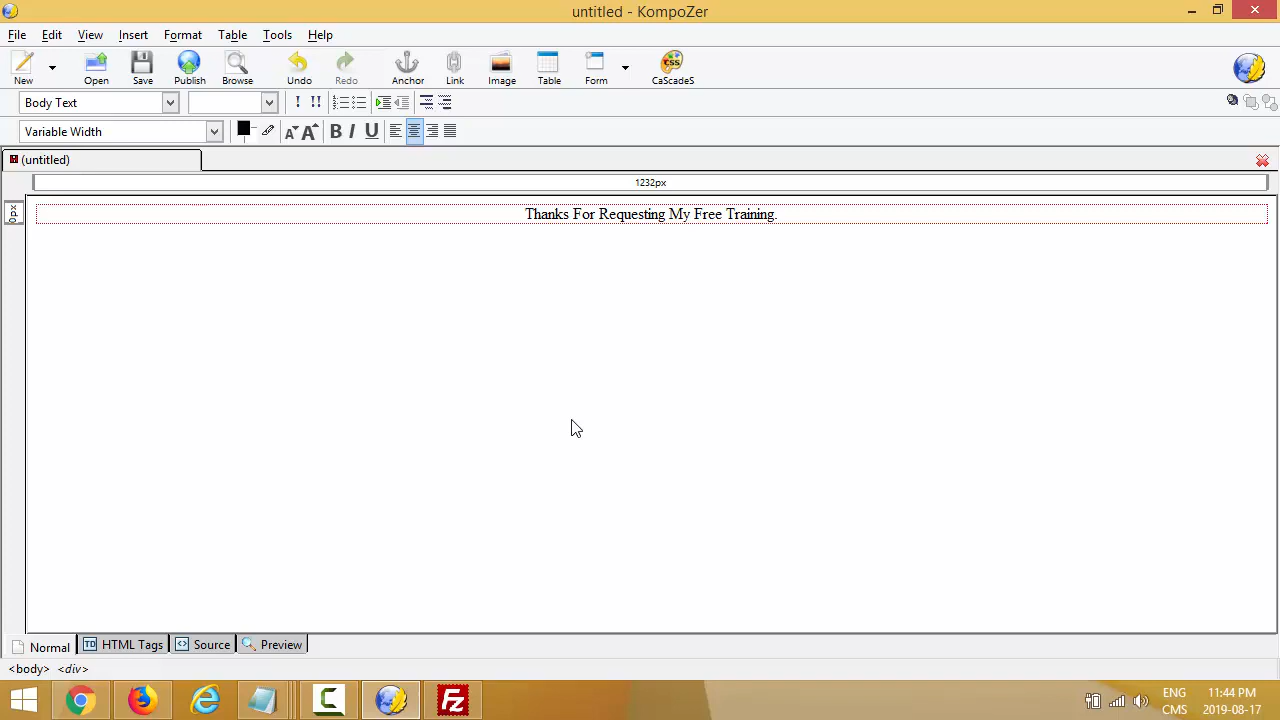 untitled - KompoZer
File Edit View Insert Format Table Tools Help
New Open Save Publish Browse Undo Redo Anchor Link Image Table Form CaScadeS
Body Text ! !!
Variable Width A A B I U
(untitled)
1232px
0px
Thanks For Requesting My Free Training.
Normal TD HTML Tags <> Source Preview
<body> <div>
ENG 11:44 PM
CMS 2019-08-17